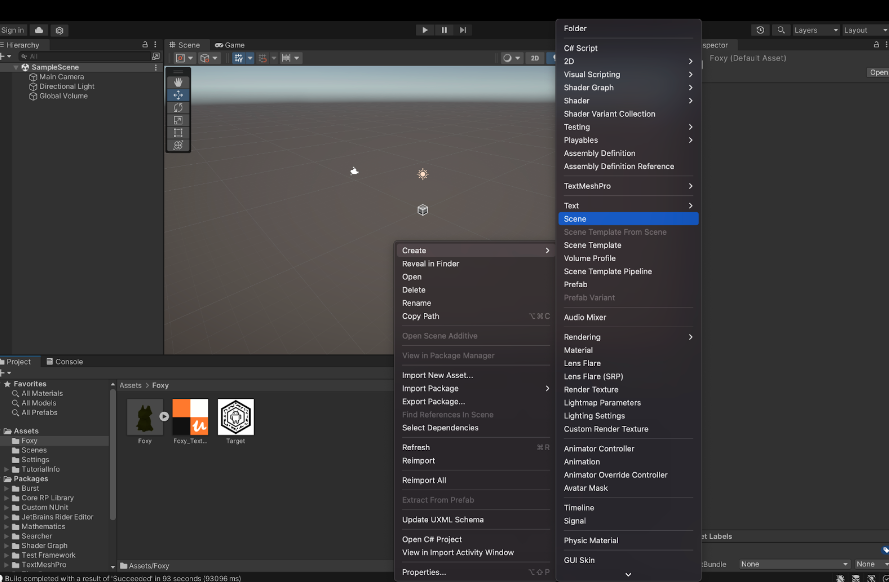 Sign in
Layers
Layout
Hierarchy
Scene
Game
spector
All
2D
Foxy (Default Asset)
Open
SampleScene
Main Camera
Directional Light
Global Volume
Folder
C# Script
2D
Visual Scripting
Shader Graph
Shader
Shader Variant Collection
Testing
Playables
Assembly Definition
Assembly Definition Reference
TextMeshPro
Text
Scene
Scene Template From Scene
Scene Template
Volume Profile
Scene Template Pipeline
Prefab
Prefab Variant
Audio Mixer
Rendering
Material
Lens Flare
Lens Flare (SRP)
Render Texture
Lightmap Parameters
Lighting Settings
Custom Render Texture
Animator Controller
Animation
Animator Override Controller
Avatar Mask
Timeline
Signal
Physic Material
GUI Skin
Create
Reveal in Finder
Open
Delete
Rename
Copy Path ⌥⌘C
Open Scene Additive
View in Package Manager
Import New Asset...
Import Package
Export Package...
Find References In Scene
Select Dependencies
Refresh ⌘R
Reimport
Reimport All
Extract From Prefab
Update UXML Schema
Open C# Project
View in Import Activity Window
Properties... ⌥⇧P
Project
Console
Favorites
All Materials
All Models
All Prefabs
Assets
Foxy
Scenes
Settings
TutorialInfo
Packages
Burst
Core RP Library
Custom NUnit
JetBrains Rider Editor
Mathematics
Searcher
Shader Graph
Test Framework
TextMeshPro
Assets > Foxy
Foxy
Foxy_Text...
Target
Assets/Foxy
et Labels
tBundle
None
None
Build completed with a result of 'Succeeded' in 93 seconds (93096 ms)